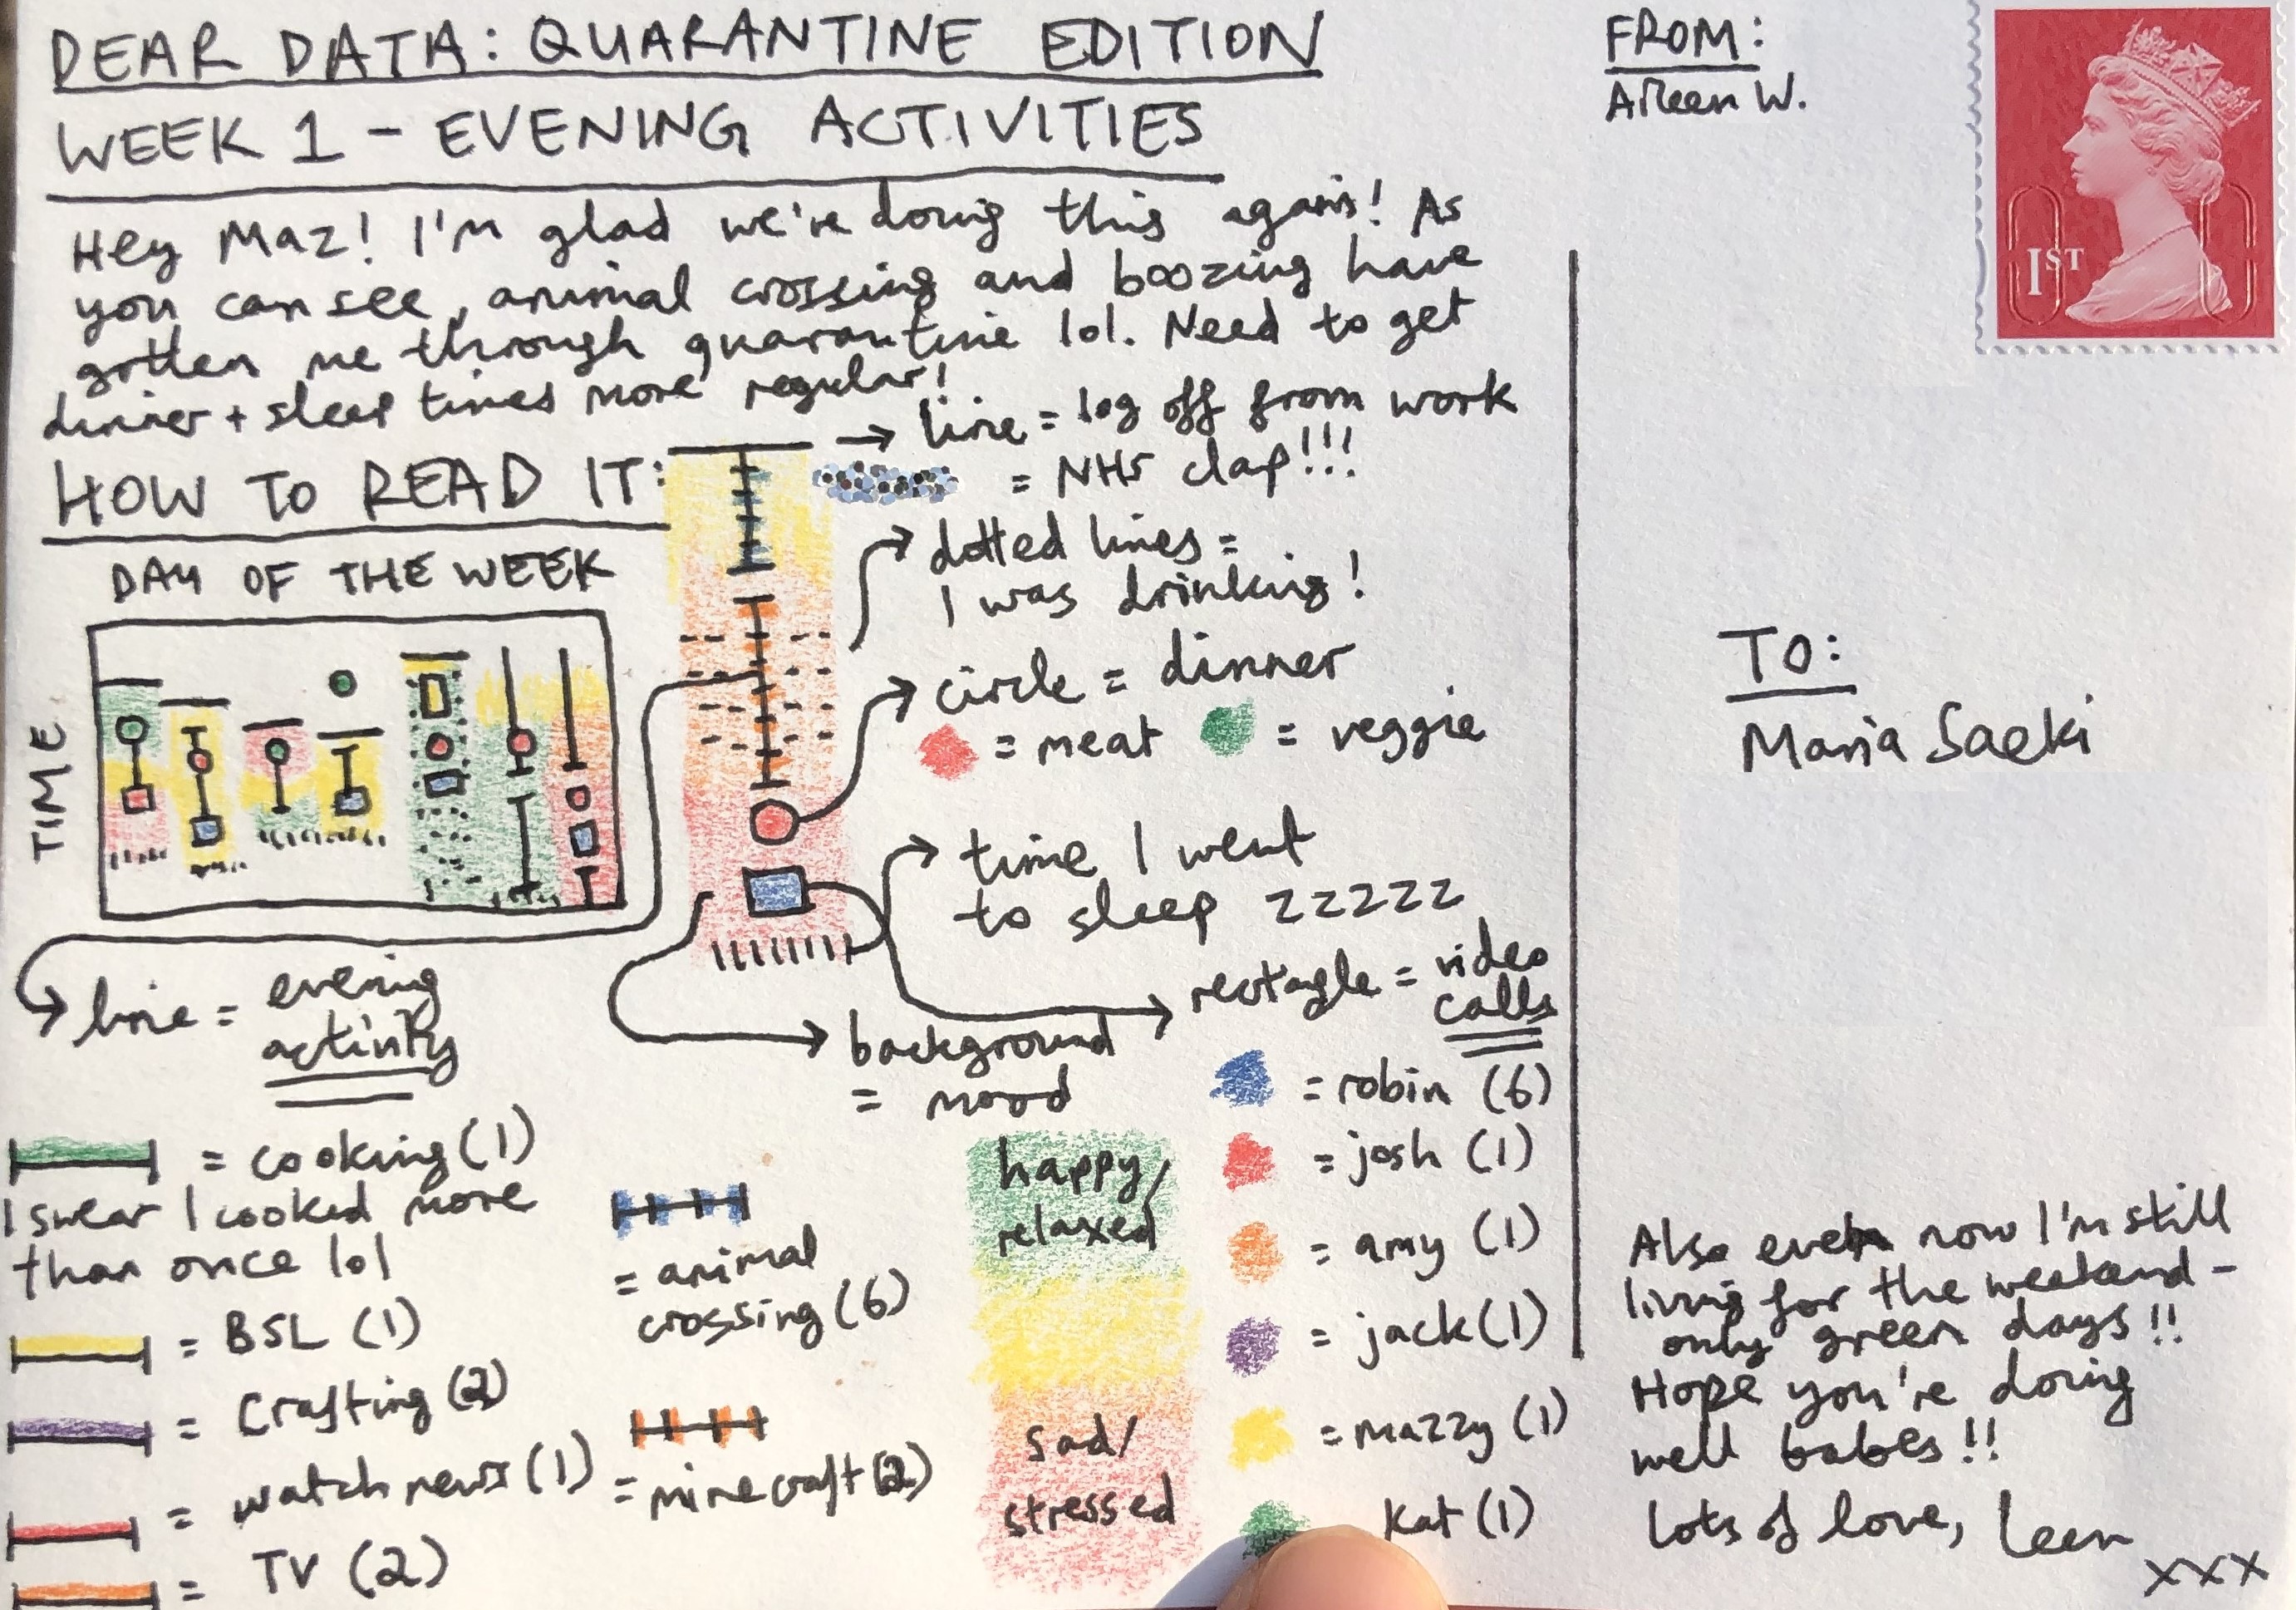 DEAR DATA: QUARANTINE EDITION
WEEK 1 - EVENING ACTIVITIES
Hey Maz! I'm glad we're doing this again! As
you can see, animal crossing and boozing have
gotten me through quarantine lol. Need to get
dinner + sleep times more regular!
HOW TO READ IT:
→ line = log off from work
= NHS clap!!!
dotted lines =
I was drinking!
circle = dinner
= meat
= veggie
time I went
to sleep zzzzz
rectagle = video
calls
background
= mood
DAY OF THE WEEK
TIME
line = evening
activity
= cooking (1)
I swear I cooked more
than once lol
= BSL (1)
= Crafting (2)
= watch news (1)
= TV (2)
= animal
crossing (6)
= minecraft (2)
happy/
relaxed
sad/
stressed
= robin (6)
= josh (1)
= amy (1)
= jack (1)
= mazzy (1)
Kat (1)
FROM:
Aileen W.
1ST
TO:
Maria Saeki
Also even now I'm still
living for the weekend -
only green days!!
Hope you're doing
well babes!!
Lots of love, Leen
xxx